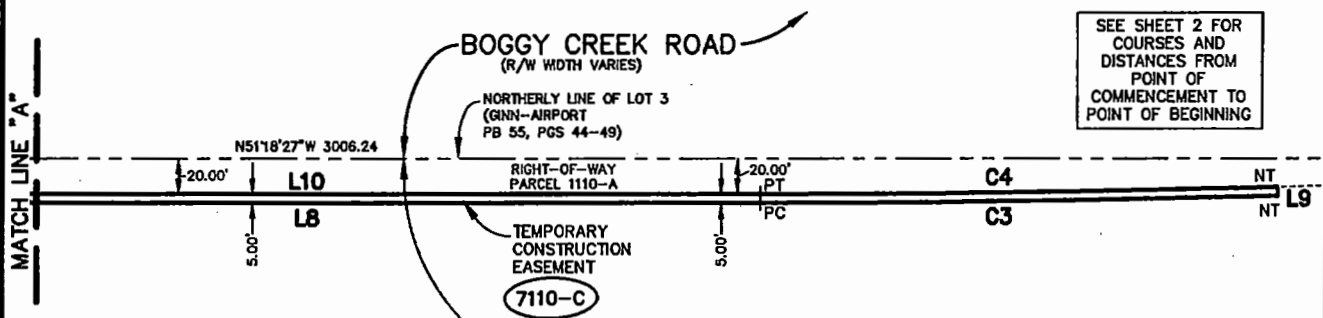 BOGGY CREEK ROAD
(R/W WIDTH VARIES)
SEE SHEET 2 FOR
COURSES AND
DISTANCES FROM
POINT OF
COMMENCEMENT TO
POINT OF BEGINNING
NORTHERLY LINE OF LOT 3
(GINN-AIRPORT
PB 55, PGS 44-49)
MATCH LINE "A"
N51°18'27"W 3006.24
20.00'
L10
RIGHT-OF-WAY
PARCEL 1110-A
20.00'
PT
C4
NT
L9
L8
PC
C3
NT
5.00'
TEMPORARY
CONSTRUCTION
EASEMENT
5.00'
7110-C